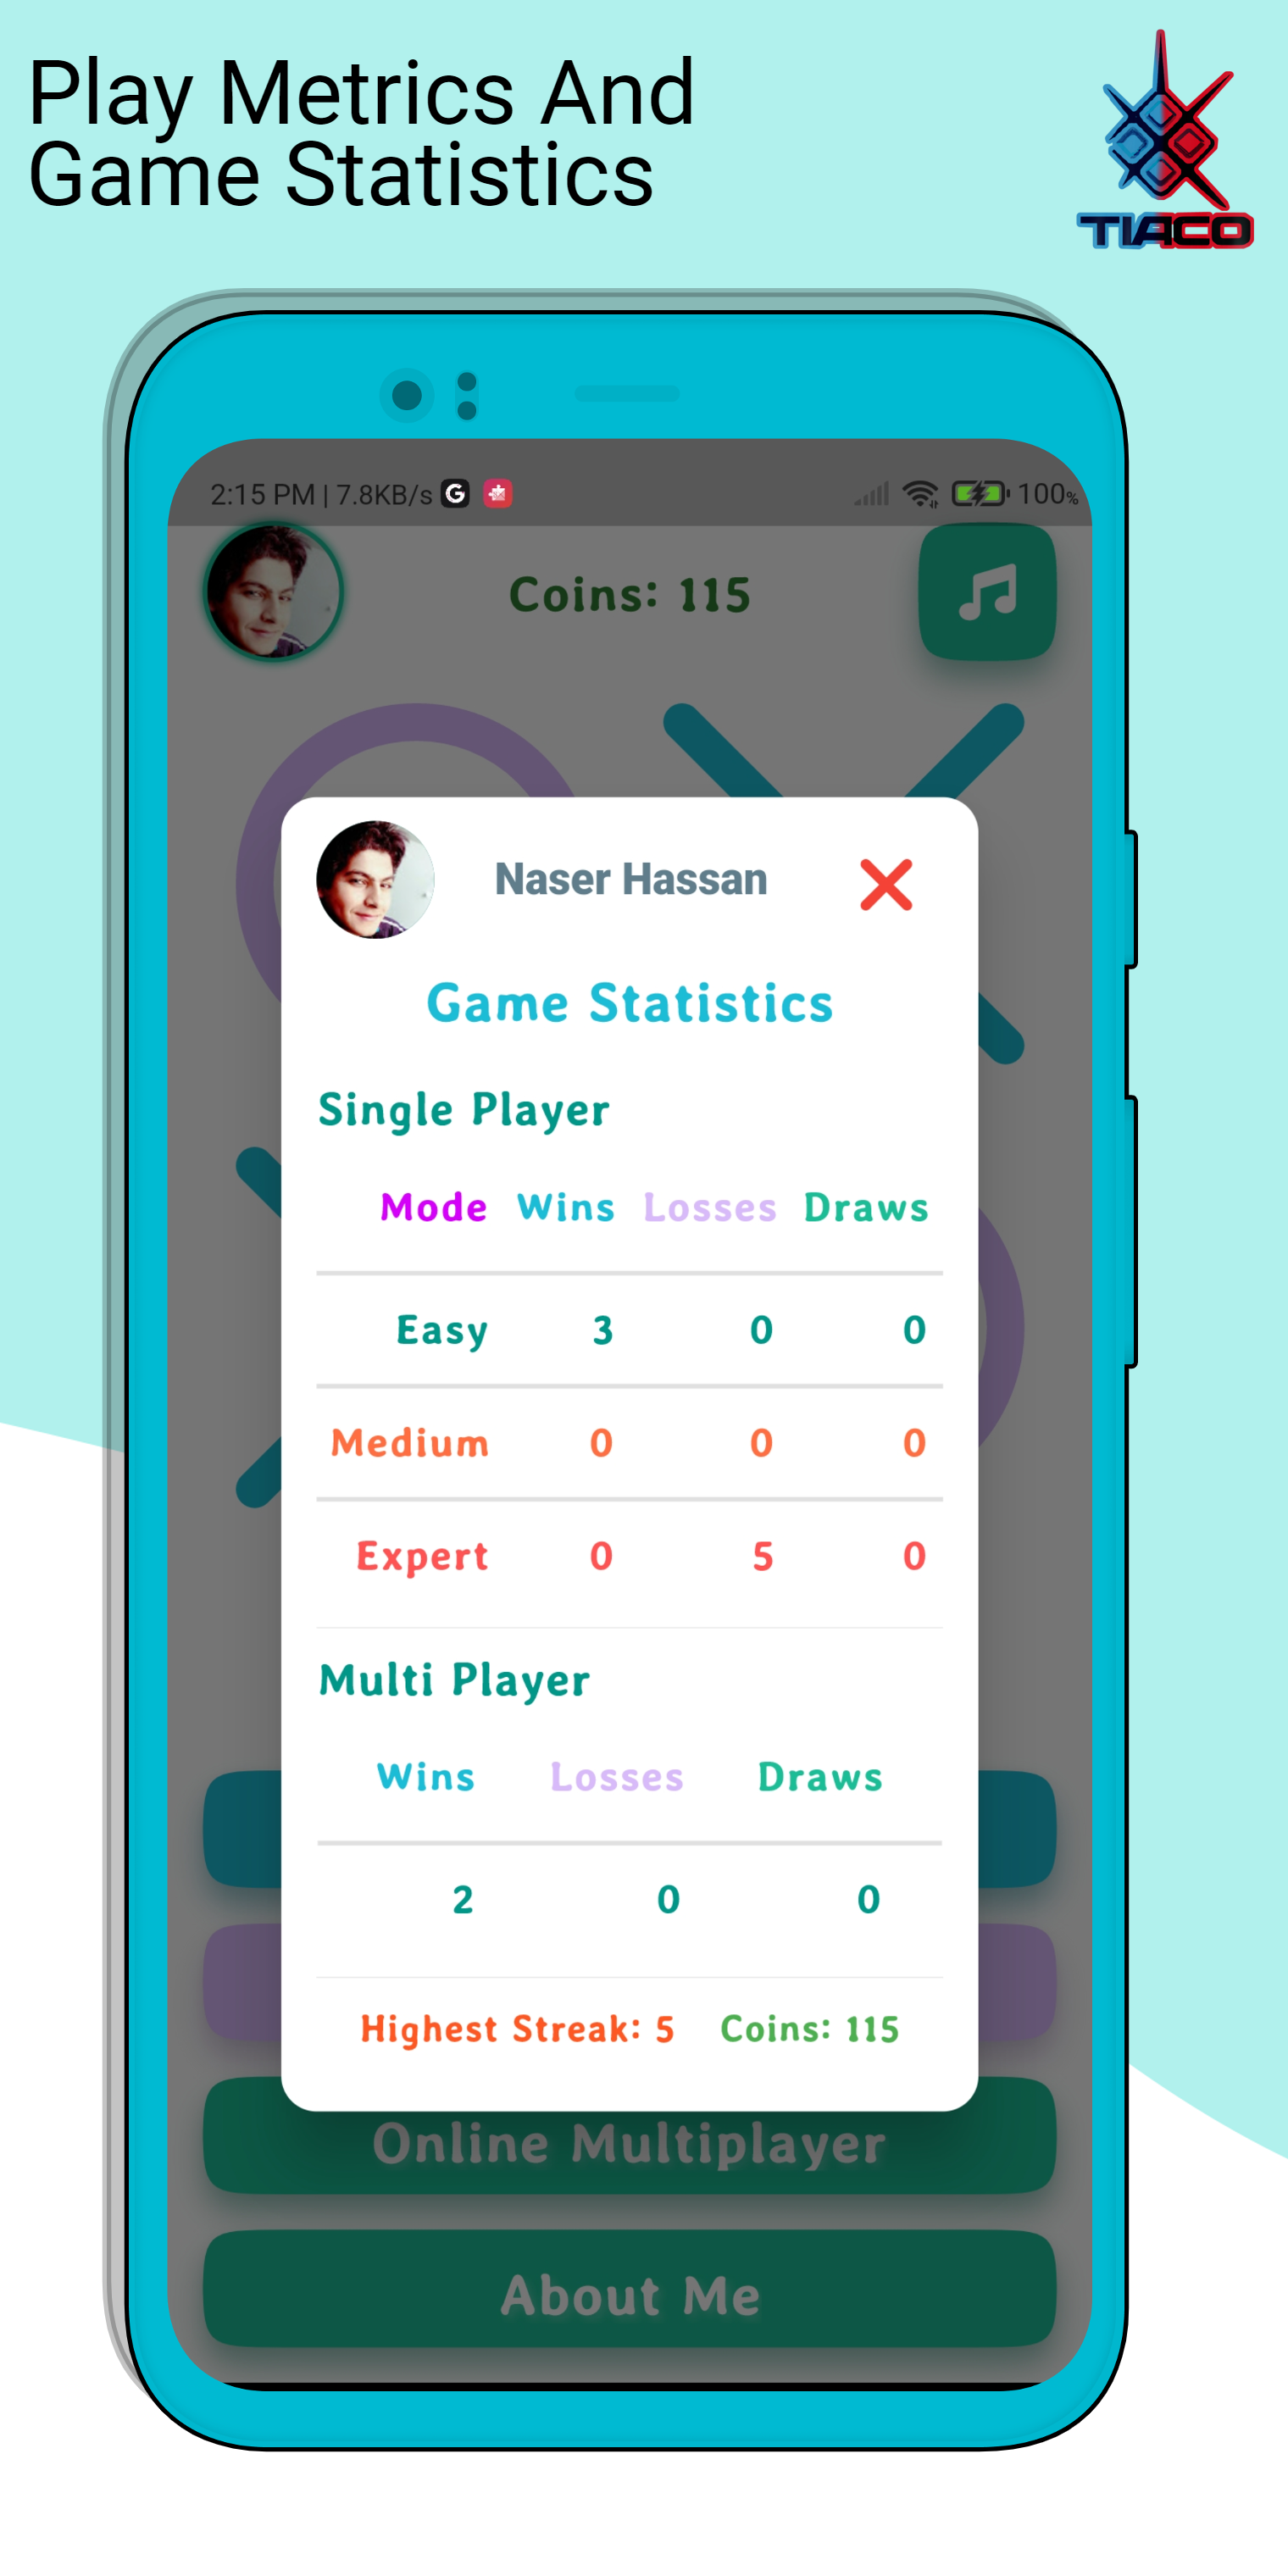 Play Metrics And
Game Statistics
TIACO
2:15 PM | 7.8KB/s G 100%
Coins: 115
Naser Hassan
Game Statistics
Single Player
Mode Wins Losses Draws
Easy 3 0 0
Medium 0 0 0
Expert 0 5 0
Multi Player
Wins Losses Draws
2 0 0
Highest Streak: 5 Coins: 115
Online Multiplayer
About Me